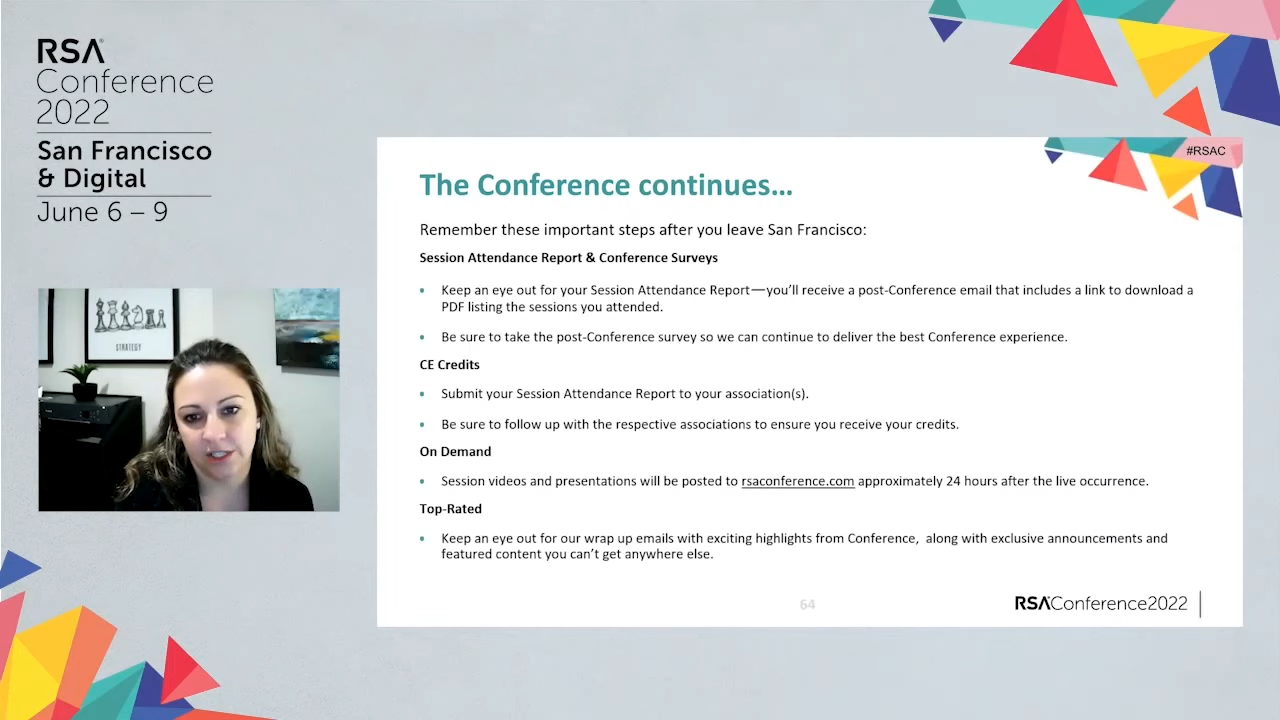 RSA
Conference
2022
San Francisco
& Digital
June 6 – 9
STRATEGY
#RSAC
The Conference continues…
Remember these important steps after you leave San Francisco:
Session Attendance Report & Conference Surveys
• Keep an eye out for your Session Attendance Report—you’ll receive a post-Conference email that includes a link to download a
PDF listing the sessions you attended.
• Be sure to take the post-Conference survey so we can continue to deliver the best Conference experience.
CE Credits
• Submit your Session Attendance Report to your association(s).
• Be sure to follow up with the respective associations to ensure you receive your credits.
On Demand
• Session videos and presentations will be posted to rsaconference.com approximately 24 hours after the live occurrence.
Top-Rated
• Keep an eye out for our wrap up emails with exciting highlights from Conference,  along with exclusive announcements and
featured content you can’t get anywhere else.
64
RSAConference2022